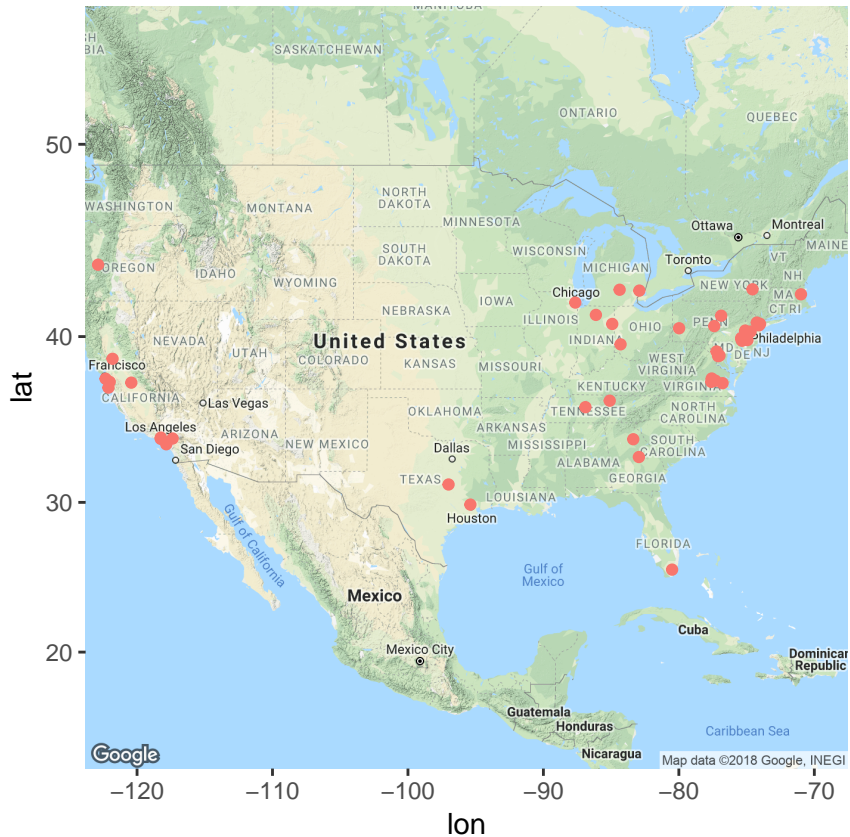 MANITOBA
SASKATCHEWAN
ONTARIO
QUEBEC
50
WASHINGTON
MONTANA
NORTH
DAKOTA
MINNESOTA
Ottawa
Montreal
MAINE
OREGON
IDAHO
SOUTH
DAKOTA
WISCONSIN
MICHIGAN
Toronto
VT
NH
WYOMING
NEW YORK
MA
CT RI
Chicago
IOWA
NEBRASKA
ILLINOIS
OHIO
PENN
40
NEVADA
United States
INDIANA
Philadelphia
MD
DE NJ
Francisco
UTAH
COLORADO
KANSAS
MISSOURI
WEST
VIRGINIA
KENTUCKY
VIRGINIA
CALIFORNIA
Las Vegas
OKLAHOMA
TENNESSEE
NORTH
CAROLINA
Los Angeles
ARIZONA
NEW MEXICO
ARKANSAS
MISSISSIPPI
SOUTH
CAROLINA
San Diego
Dallas
ALABAMA
GEORGIA
TEXAS
LOUISIANA
30
Houston
Gulf of California
FLORIDA
Gulf of
Mexico
Mexico
Cuba
20
Mexico City
Dominican
Republic
Guatemala
Honduras
Nicaragua
Caribbean Sea
Google
Map data ©2018 Google, INEGI
−120
−110
−100
−90
−80
−70
lon
lat